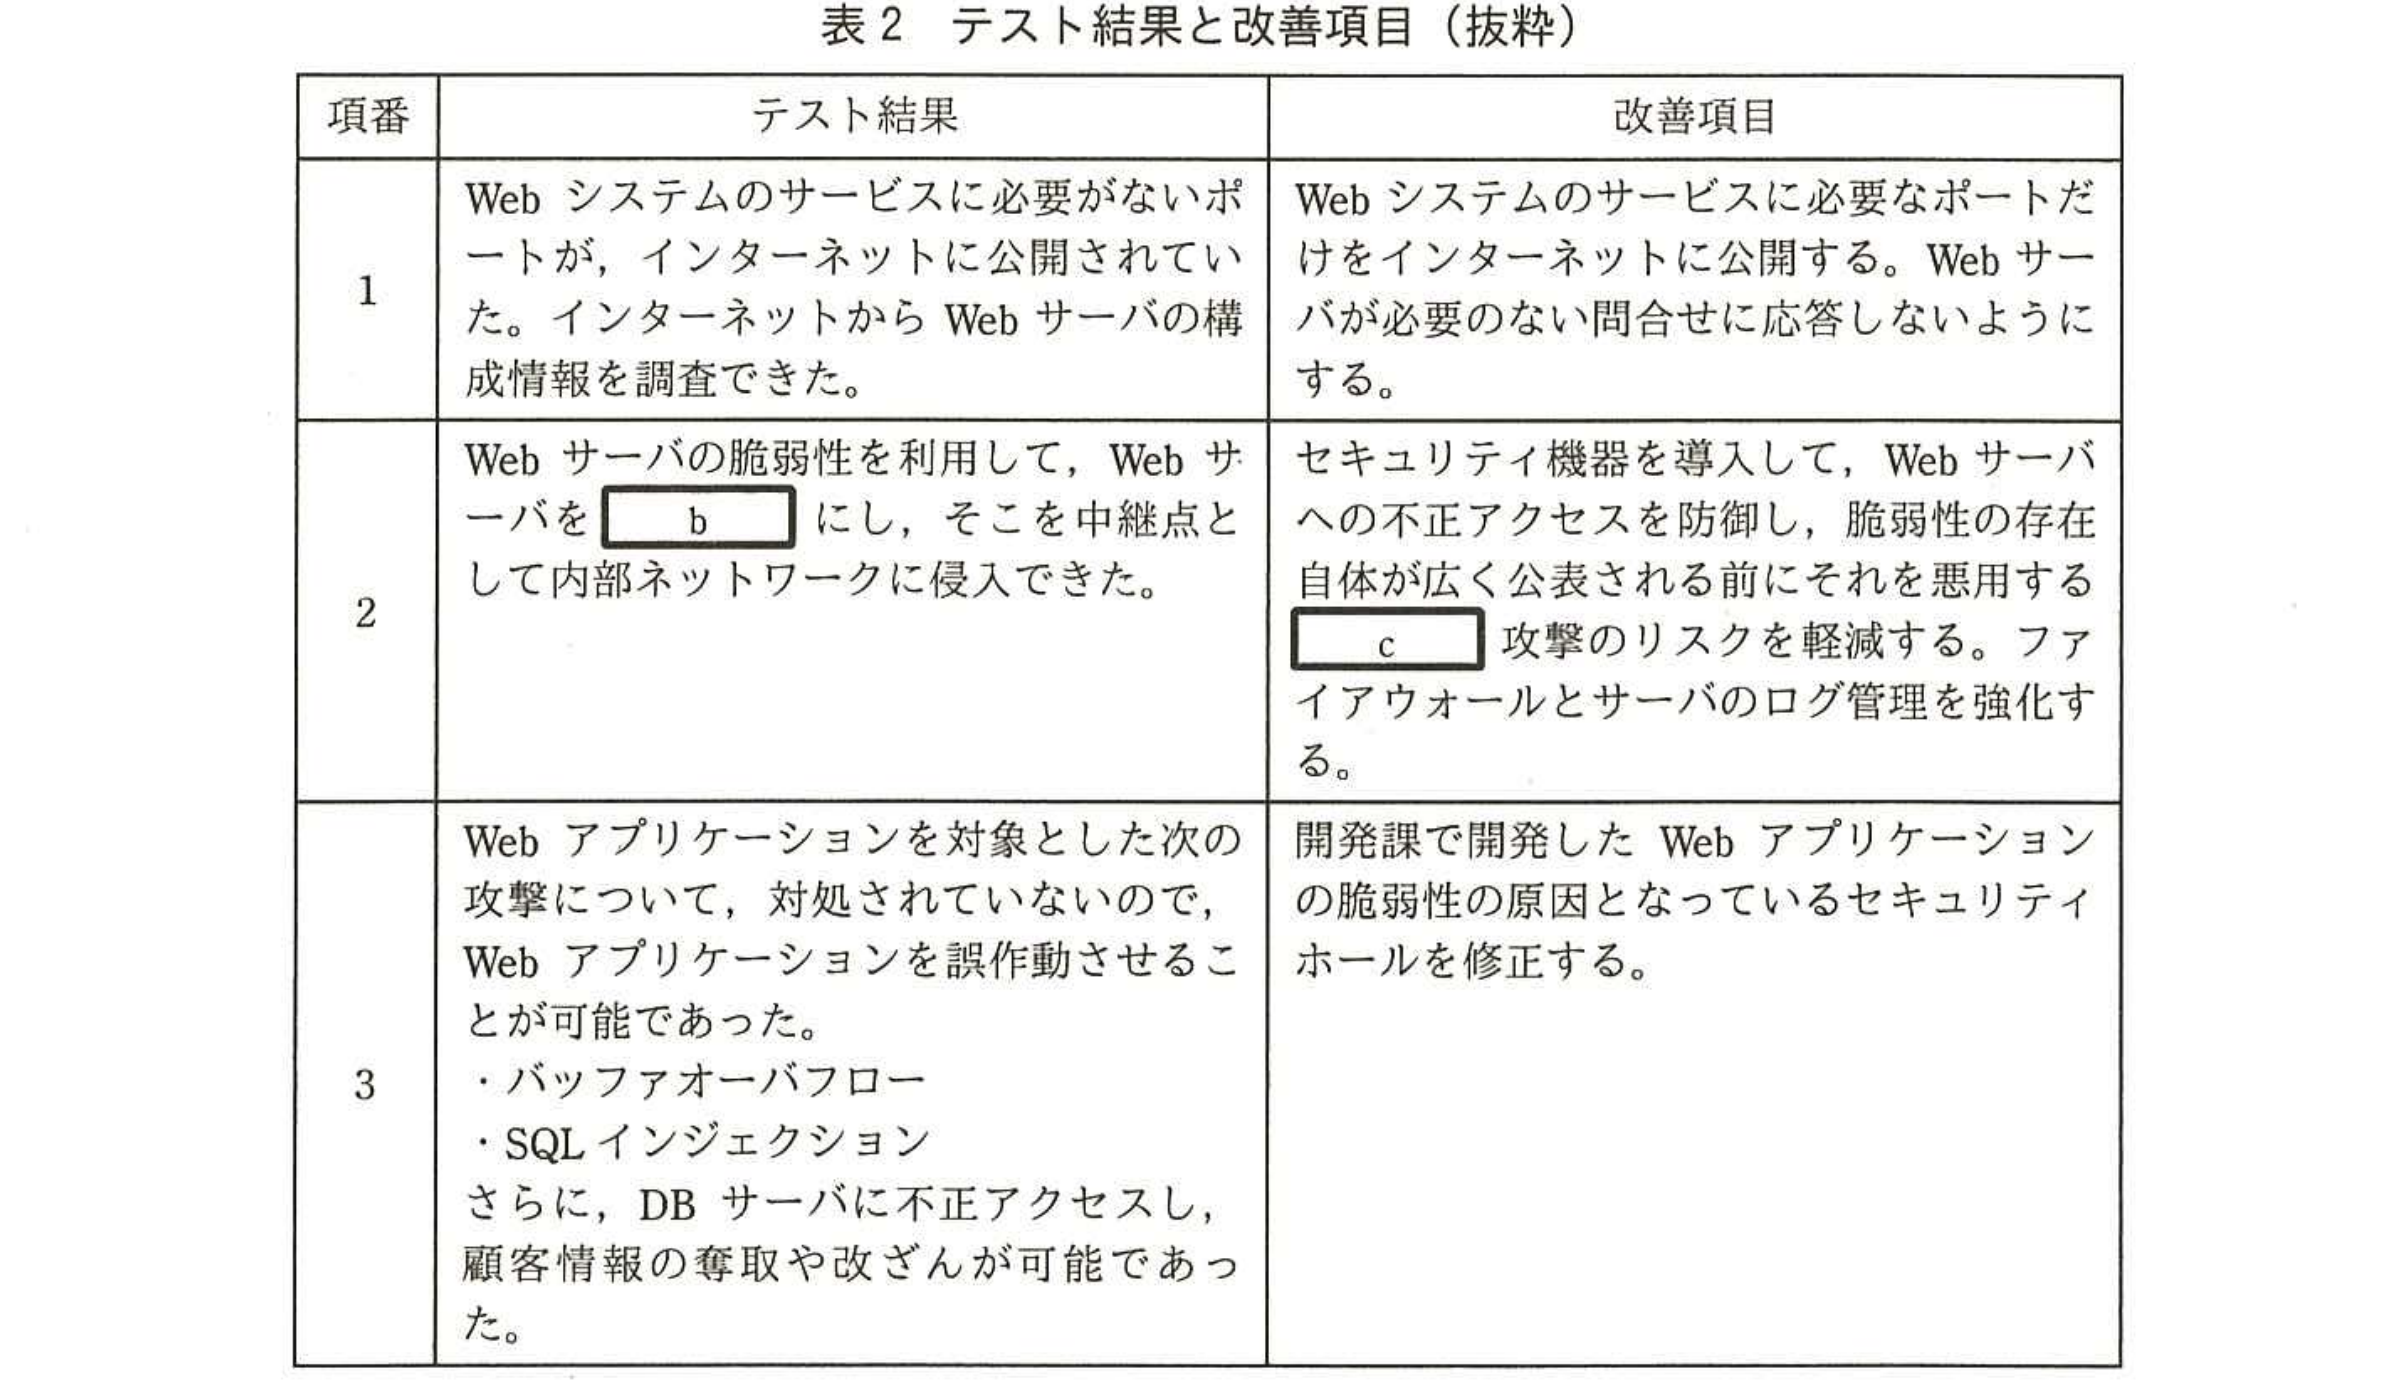 表2　テスト結果と改善項目（抜粋）
項番
テスト結果
改善項目
1
Web システムのサービスに必要がないポ
ートが，インターネットに公開されてい
た。インターネットから Web サーバの構
成情報を調査できた。
Web システムのサービスに必要なポートだ
けをインターネットに公開する。Web サー
バが必要のない問合せに応答しないように
する。
2
Web サーバの脆弱性を利用して，Web サ
ーバを b にし，そこを中継点と
して内部ネットワークに侵入できた。
セキュリティ機器を導入して，Web サーバ
への不正アクセスを防御し，脆弱性の存在
自体が広く公表される前にそれを悪用する
c 攻撃のリスクを軽減する。ファ
イアウォールとサーバのログ管理を強化す
る。
3
Web アプリケーションを対象とした次の
攻撃について，対処されていないので，
Web アプリケーションを誤作動させるこ
とが可能であった。
・バッファオーバフロー
・SQL インジェクション
さらに，DB サーバに不正アクセスし，
顧客情報の奪取や改ざんが可能であっ
た。
開発課で開発した Web アプリケーション
の脆弱性の原因となっているセキュリティ
ホールを修正する。